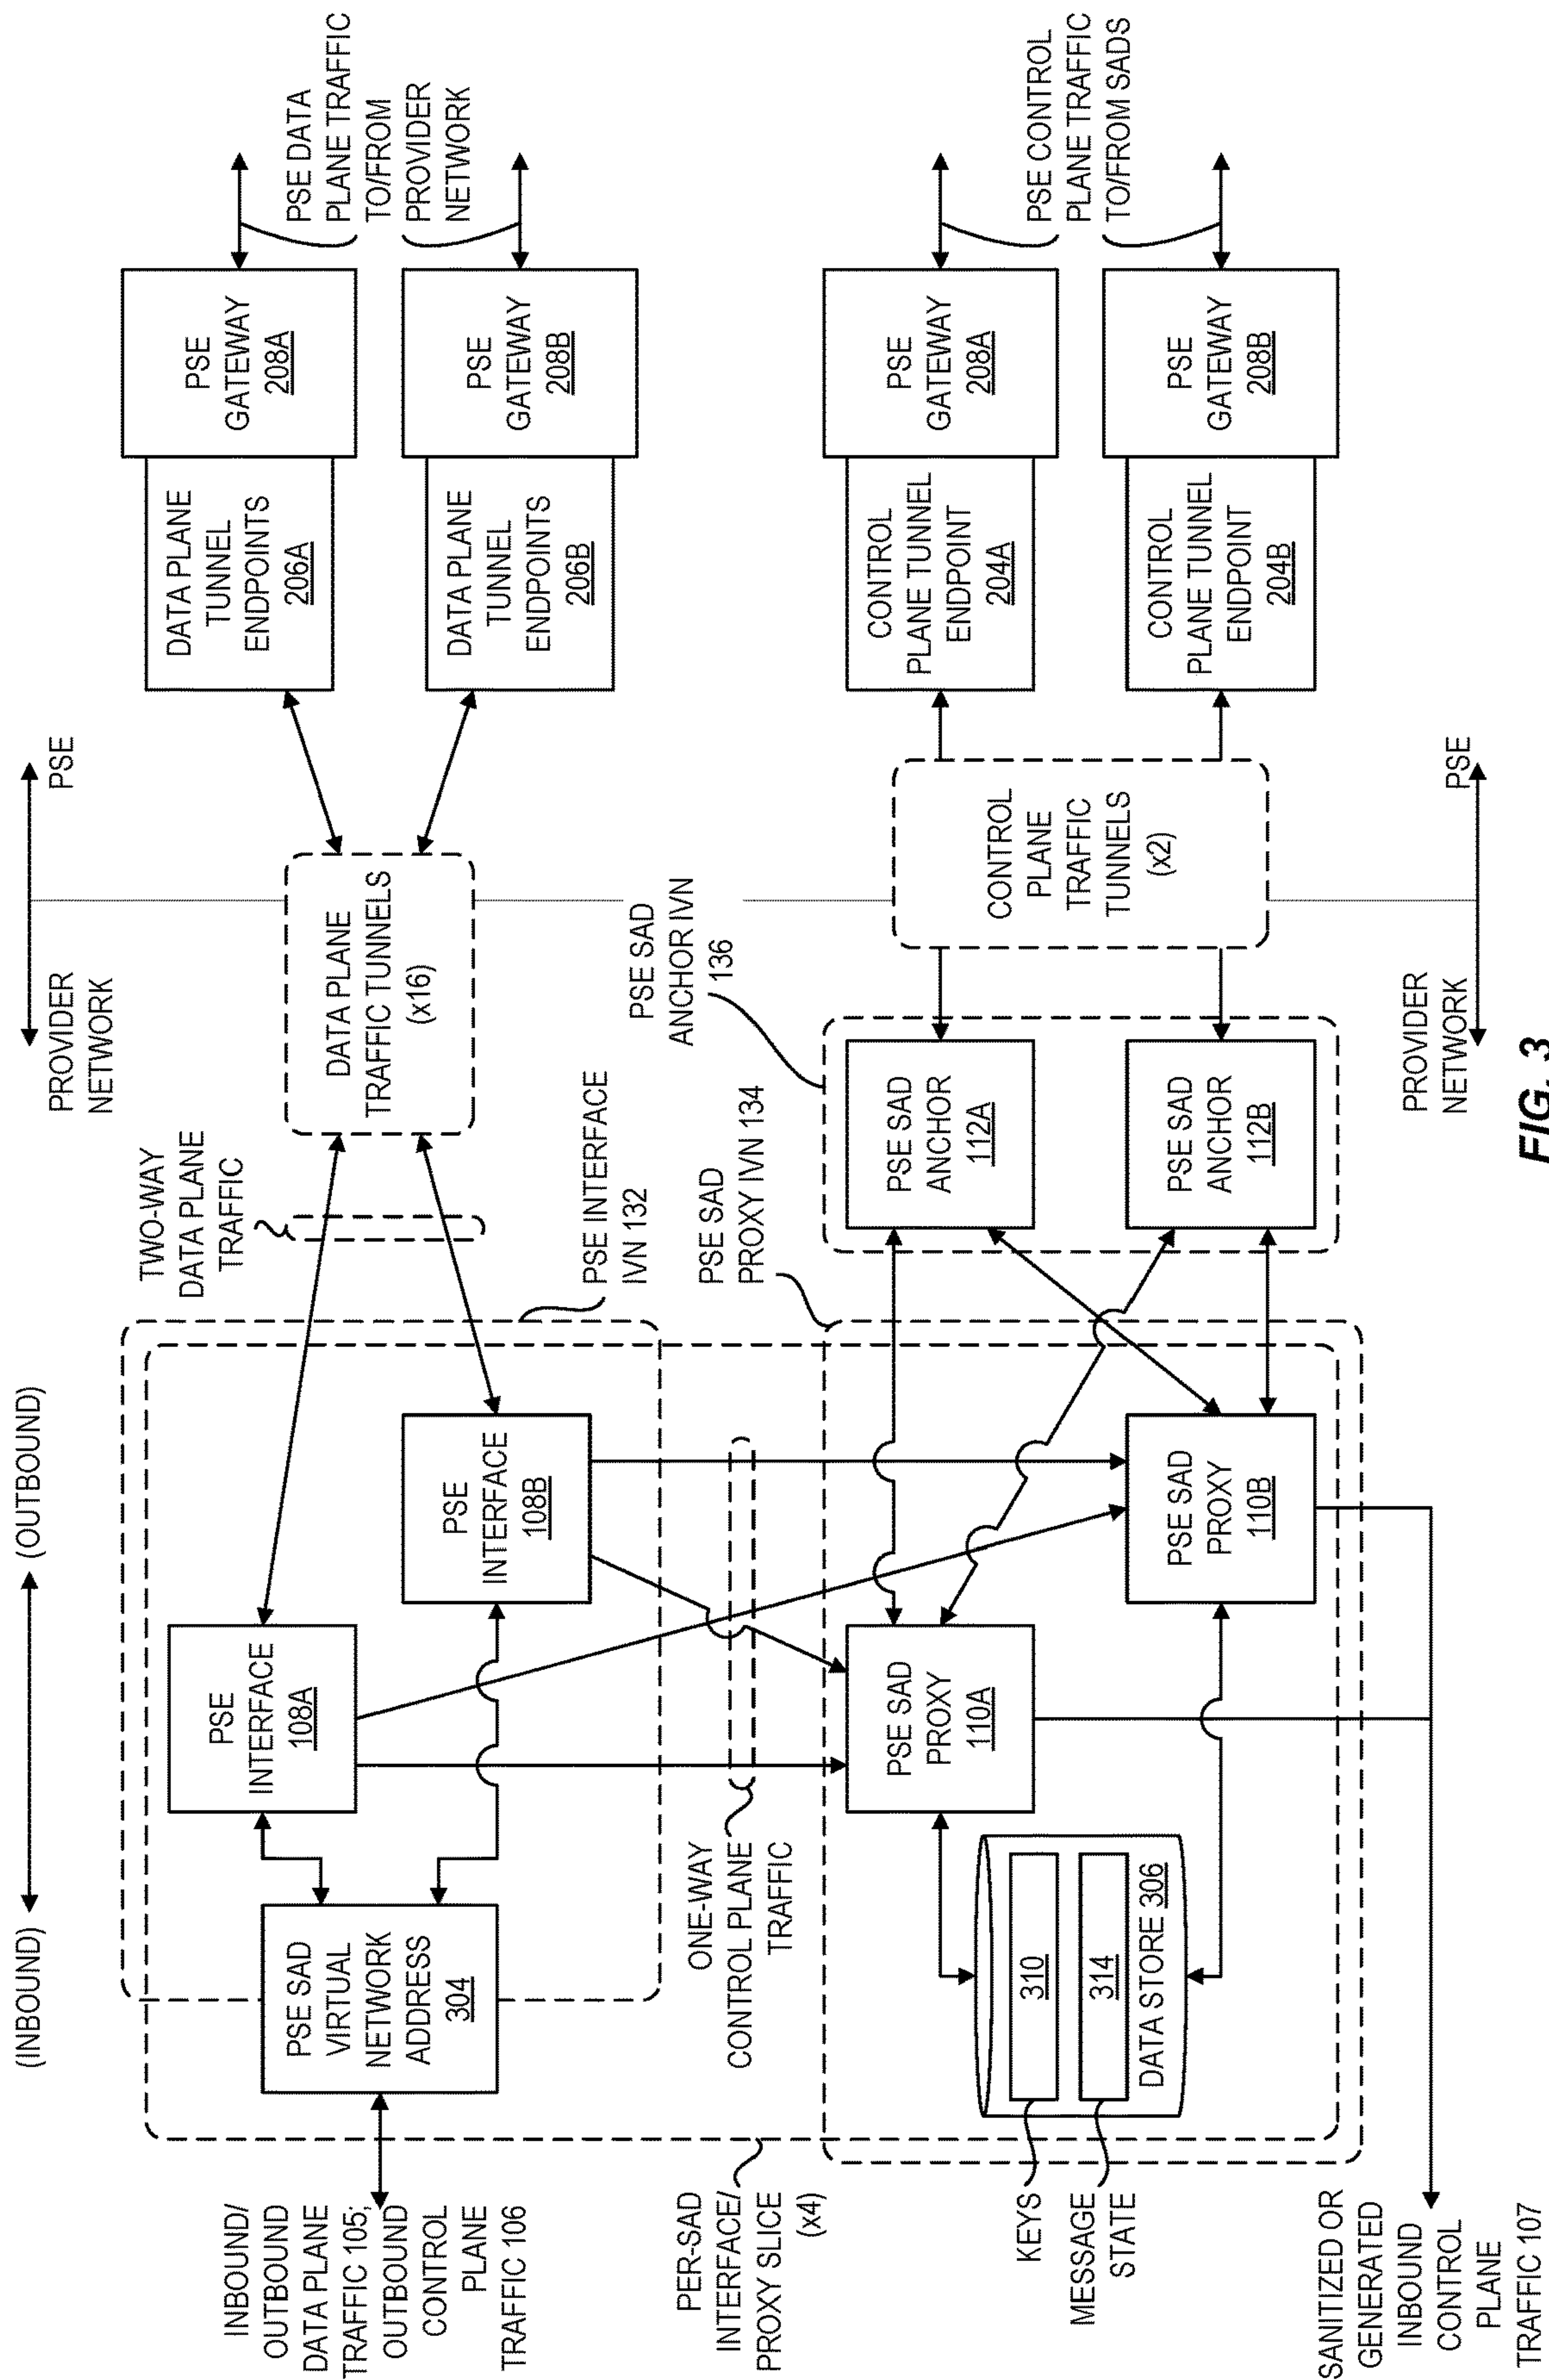 (INBOUND)
(OUTBOUND)
PROVIDER
NETWORK
PSE
INBOUND/
OUTBOUND
DATA PLANE
TRAFFIC 105;
OUTBOUND
CONTROL
PLANE
TRAFFIC 106
PSE SAD
VIRTUAL
NETWORK
ADDRESS
304
PSE
INTERFACE
108A
PSE
INTERFACE
108B
TWO-WAY
DATA PLANE
TRAFFIC
PSE INTERFACE
IVN 132
DATA PLANE
TRAFFIC TUNNELS
(x16)
DATA PLANE
TUNNEL
ENDPOINTS
206A
PSE
GATEWAY
208A
DATA PLANE
TUNNEL
ENDPOINTS
206B
PSE
GATEWAY
208B
PSE DATA
PLANE TRAFFIC
TO/FROM
PROVIDER
NETWORK
PER-SAD
INTERFACE/
PROXY SLICE
(x4)
ONE-WAY
CONTROL PLANE
TRAFFIC
PSE SAD
PROXY IVN 134
PSE SAD
ANCHOR IVN
136
KEYS
MESSAGE
STATE
310
314
DATA STORE 306
PSE SAD
PROXY
110A
PSE SAD
PROXY
110B
PSE SAD
ANCHOR
112A
PSE SAD
ANCHOR
112B
CONTROL
PLANE
TRAFFIC
TUNNELS
(x2)
CONTROL
PLANE TUNNEL
ENDPOINT
204A
PSE
GATEWAY
208A
CONTROL
PLANE TUNNEL
ENDPOINT
204B
PSE
GATEWAY
208B
PSE CONTROL
PLANE TRAFFIC
TO/FROM SADS
SANITIZED OR
GENERATED
INBOUND
CONTROL
PLANE
TRAFFIC 107
PROVIDER
NETWORK
PSE
FIG. 3